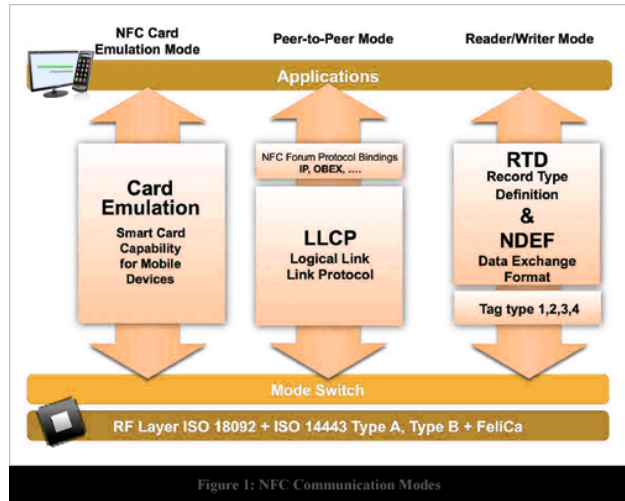 NFC Card
Emulation Mode
Peer-to-Peer Mode
Reader/Writer Mode
Applications
Card
Emulation
Smart Card
Capability
for Mobile
Devices
NFC Forum Protocol Bindings
IP, OBEX, ....
LLCP
Logical Link
Link Protocol
RTD
Record Type
Definition
&
NDEF
Data Exchange
Format
Tag type 1,2,3,4
Mode Switch
RF Layer ISO 18092 + ISO 14443 Type A, Type B + FeliCa
Figure 1: NFC Communication Modes